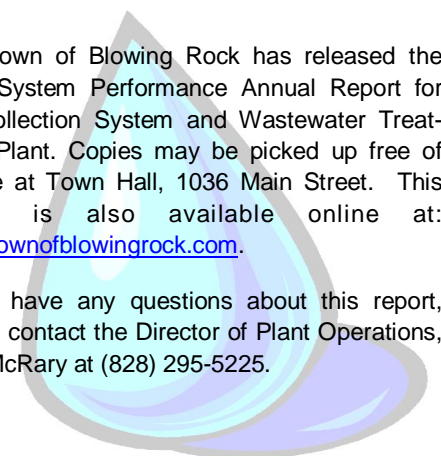 own of Blowing Rock has released the
System Performance Annual Report for
ollection System and Wastewater Treat-
Plant. Copies may be picked up free of
e at Town Hall, 1036 Main Street. This
is also available online at:
ownofblowingrock.com.
have any questions about this report,
contact the Director of Plant Operations,
McRary at (828) 295-5225.